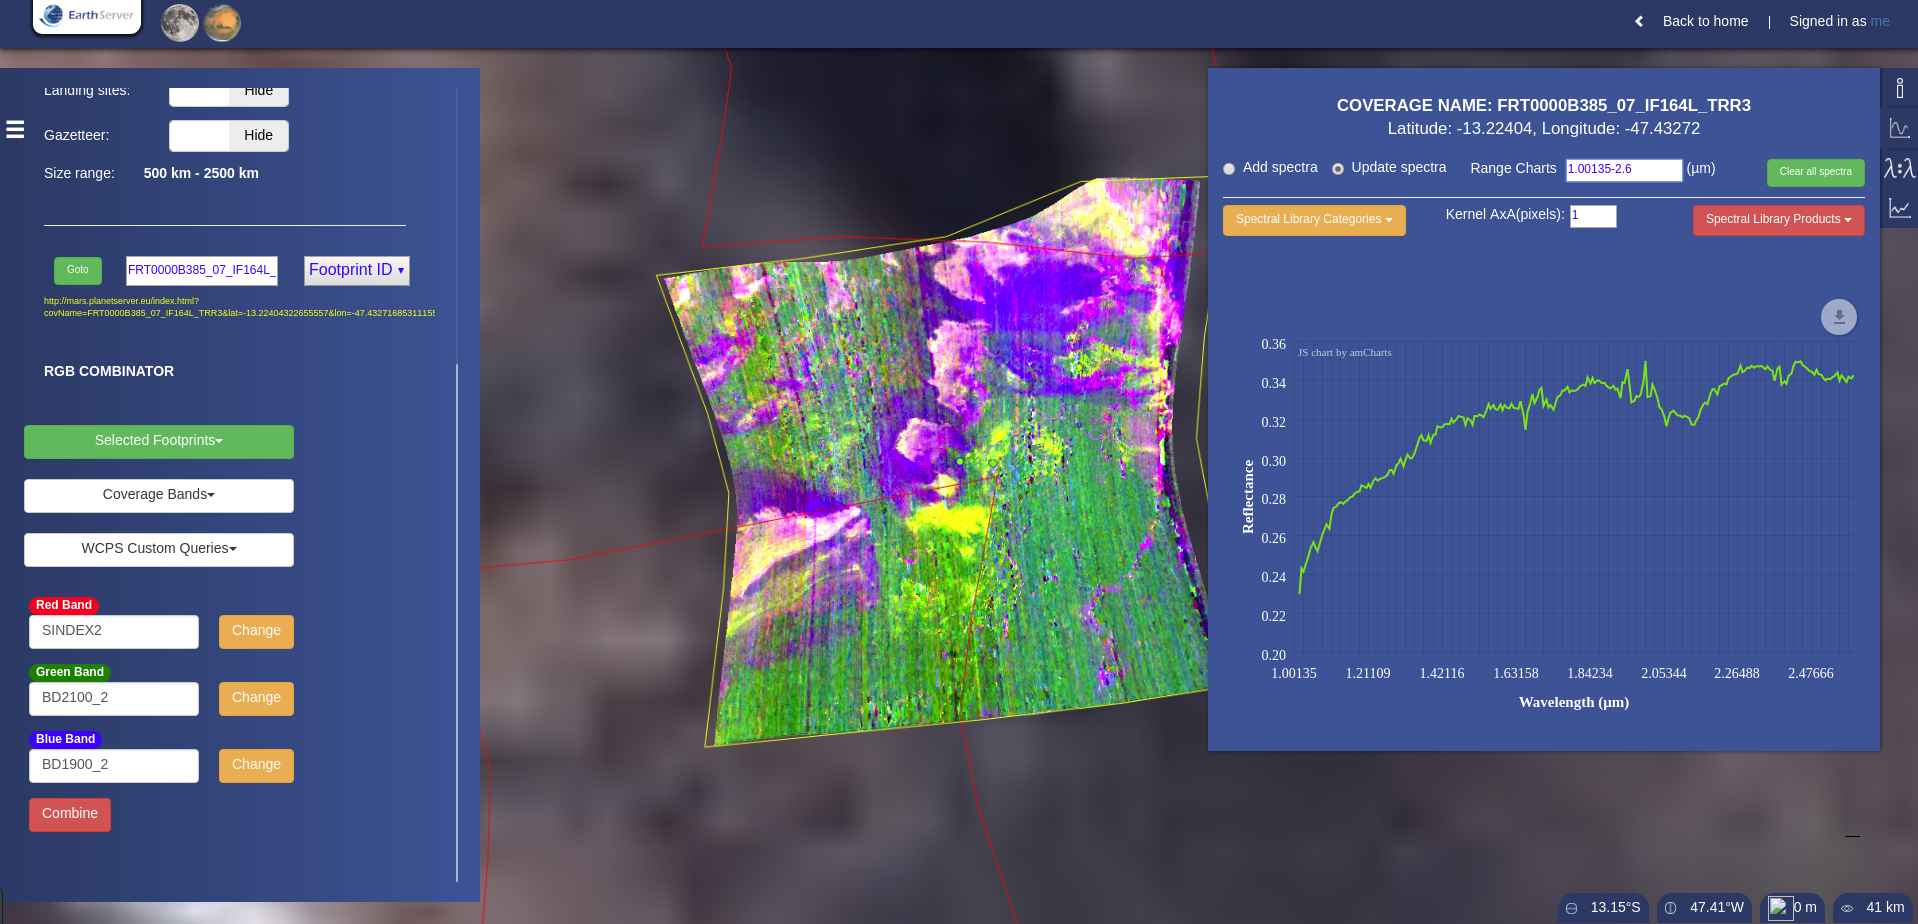 EarthServer
Back to home | Signed in as me
Landing sites: Hide
Gazetteer: Hide
Size range: 500 km - 2500 km
Goto FRT0000B385_07_IF164L_ Footprint ID
http://mars.planetserver.eu/index.html?
covName=FRT0000B385_07_IF164L_TRR3&lat=-13.22404322655557&lon=-47.4327168531115
RGB COMBINATOR
Selected Footprints
Coverage Bands
WCPS Custom Queries
Red Band
SINDEX2 Change
Green Band
BD2100_2 Change
Blue Band
BD1900_2 Change
Combine
COVERAGE NAME: FRT0000B385_07_IF164L_TRR3
Latitude: -13.22404, Longitude: -47.43272
Add spectra Update spectra Range Charts 1.00135-2.6 (µm) Clear all spectra
Spectral Library Categories Kernel AxA(pixels): 1 Spectral Library Products
λ:λ
JS chart by amCharts
0.36
0.34
0.32
0.30
0.28
0.26
0.24
0.22
0.20
Reflectance
1.00135 1.21109 1.42116 1.63158 1.84234 2.05344 2.26488 2.47666
Wavelength (µm)
13.15°S 47.41°W 0 m 41 km